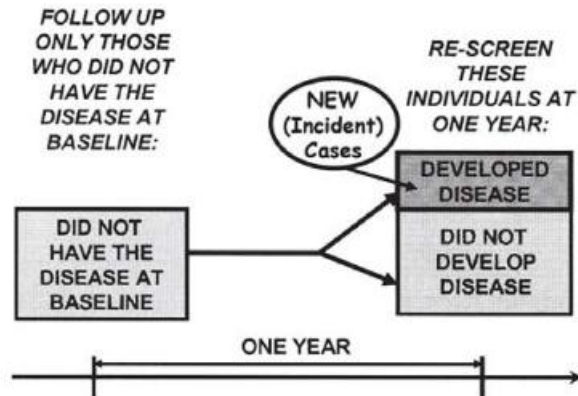 FOLLOW UP
ONLY THOSE
WHO DID NOT
HAVE THE
DISEASE AT
BASELINE:
RE-SCREEN
THESE
INDIVIDUALS AT
ONE YEAR:
NEW
(Incident)
Cases
DEVELOPED
DISEASE
DID NOT
HAVE THE
DISEASE AT
BASELINE
DID NOT
DEVELOP
DISEASE
ONE YEAR